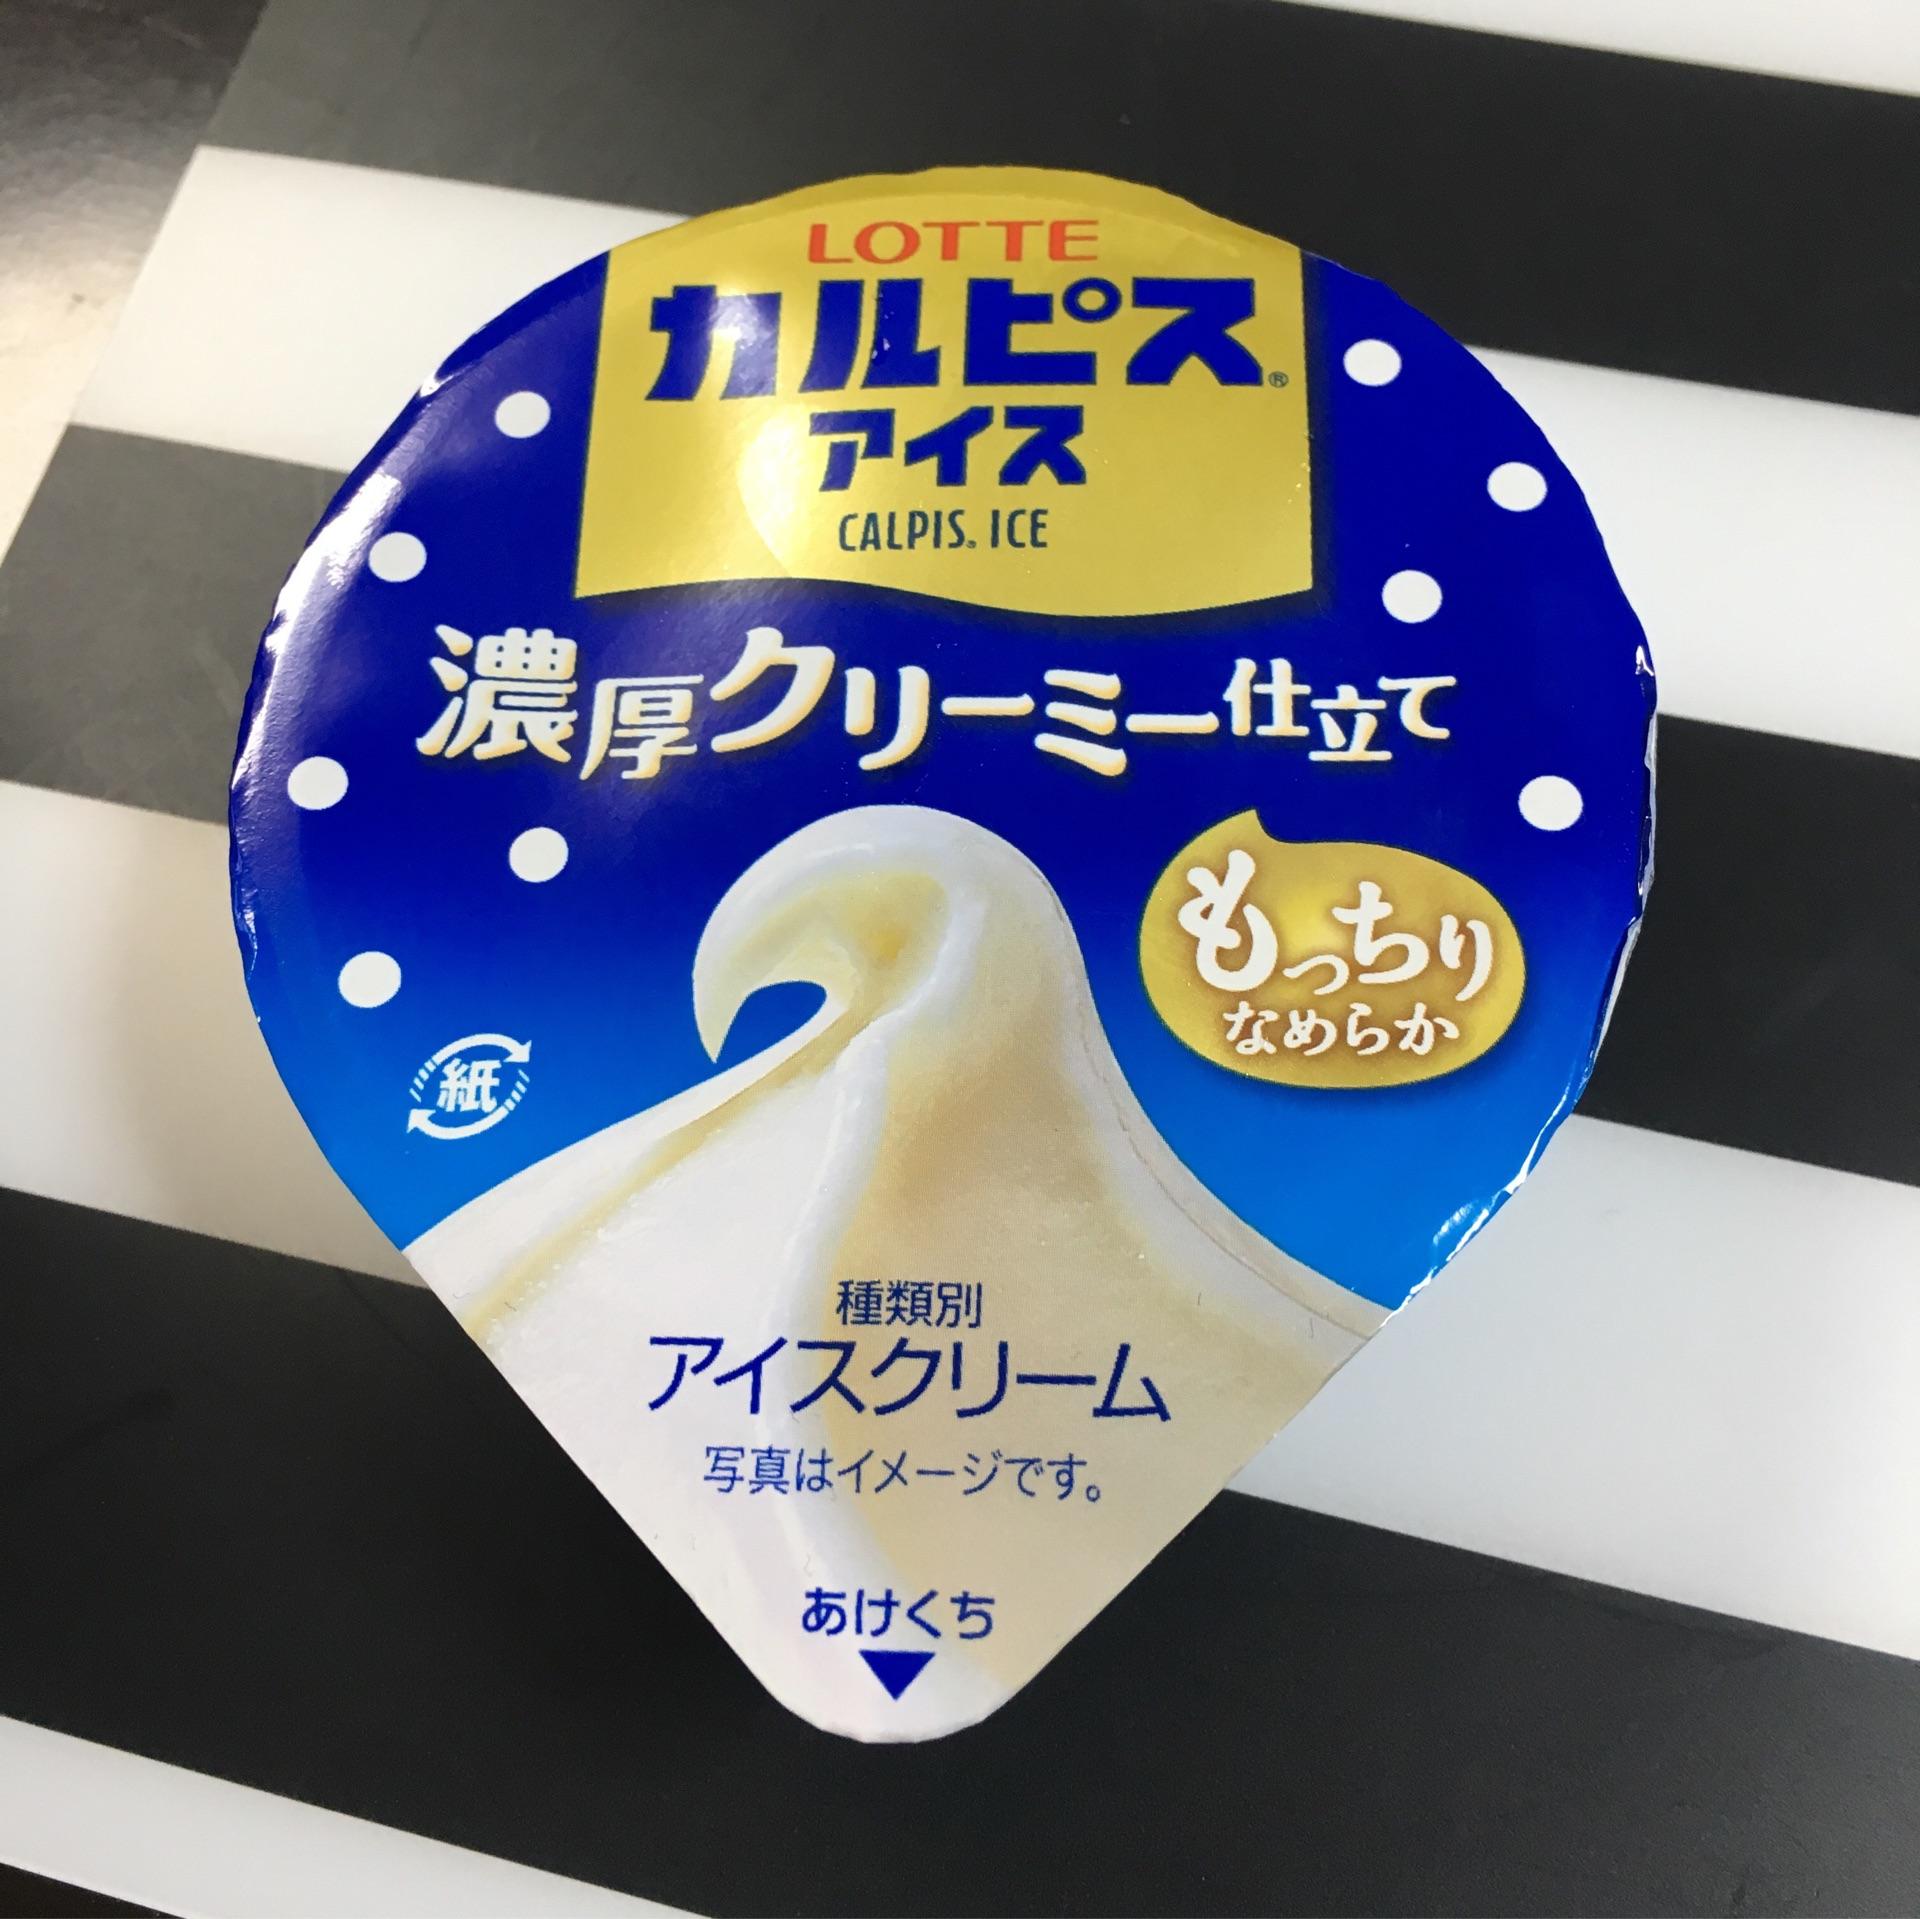 LOTTE
カルピス®
アイス
CALPIS® ICE
濃厚クリーミー仕立て
もっちり
なめらか
紙
種類別
アイスクリーム
写真はイメージです。
あけくち